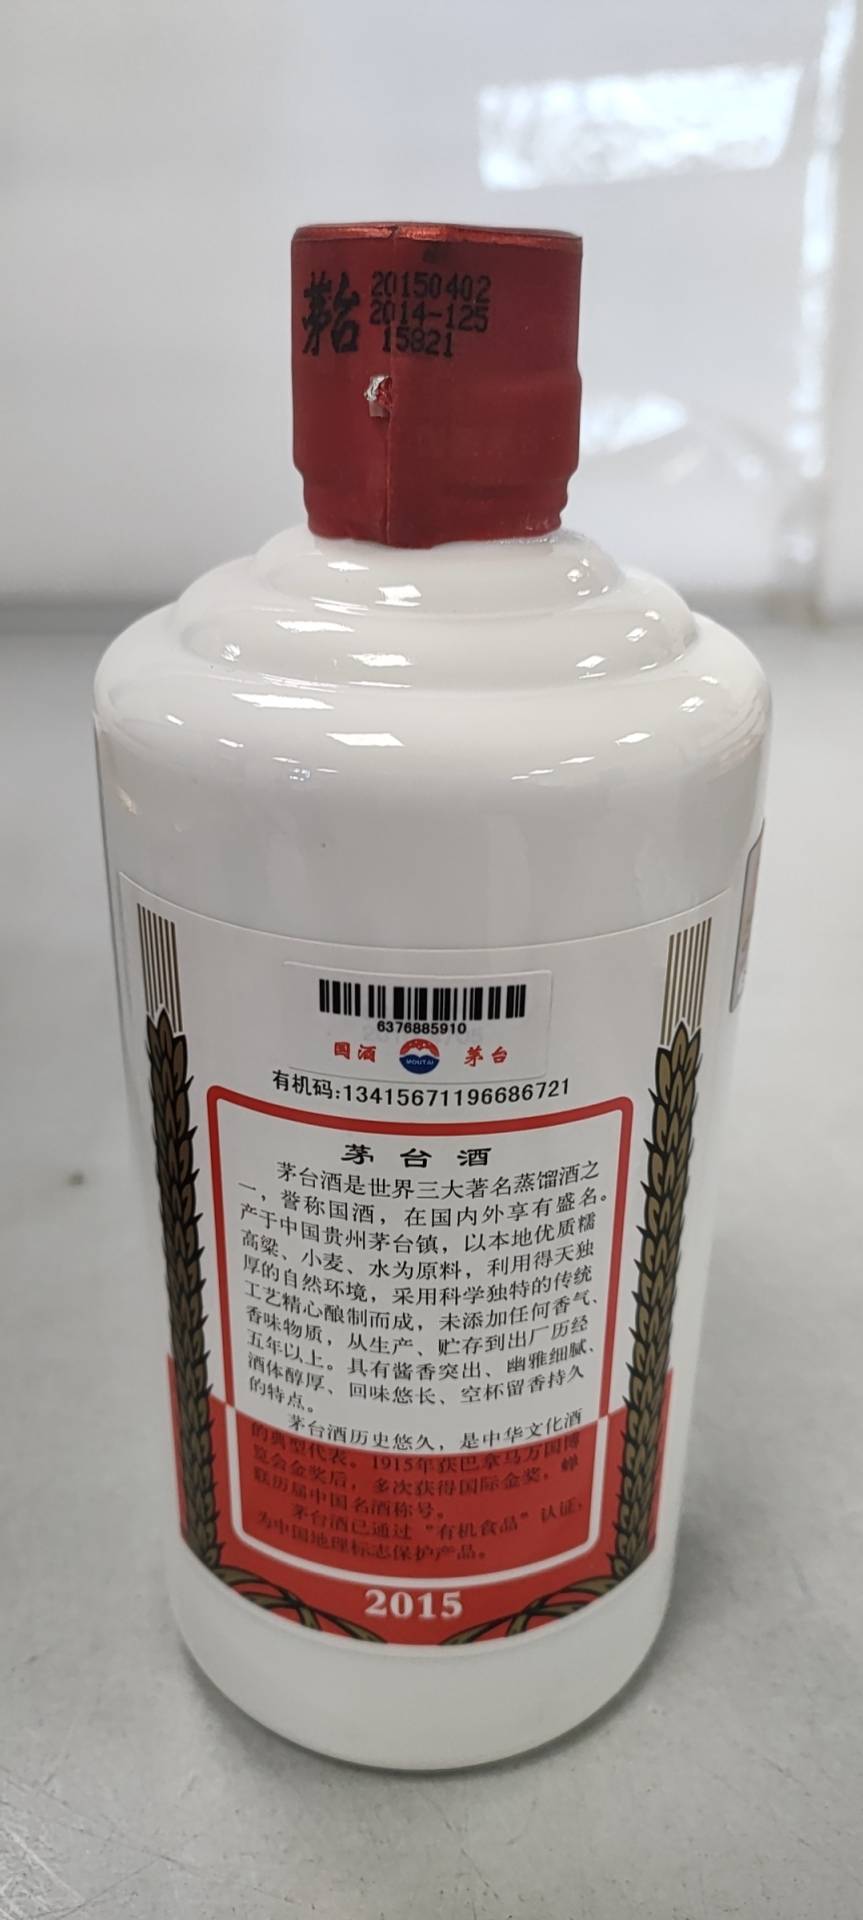 茅台
20150402
2014-125
15821
6376885910
国酒 MOUTAI 茅台
有机码:13415671196686721
茅台酒
茅台酒是世界三大著名蒸馏酒之
一，誉称国酒，在国内外享有盛名。
产于中国贵州茅台镇，以本地优质糯
高粱、小麦、水为原料，利用得天独
厚的自然环境，采用科学独特的传统
工艺精心酿制而成，未添加任何香气、
香味物质，从生产、贮存到出厂历经
五年以上。具有酱香突出、幽雅细腻、
酒体醇厚、回味悠长、空杯留香持久
的特点。
茅台酒历史悠久，是中华文化酒
的典型代表。1915年获巴拿马万国博
览会金奖后，多次获得国际金奖，蝉
联历届中国名酒称号。
茅台酒已通过“有机食品”认证，
为中国地理标志保护产品。
2015